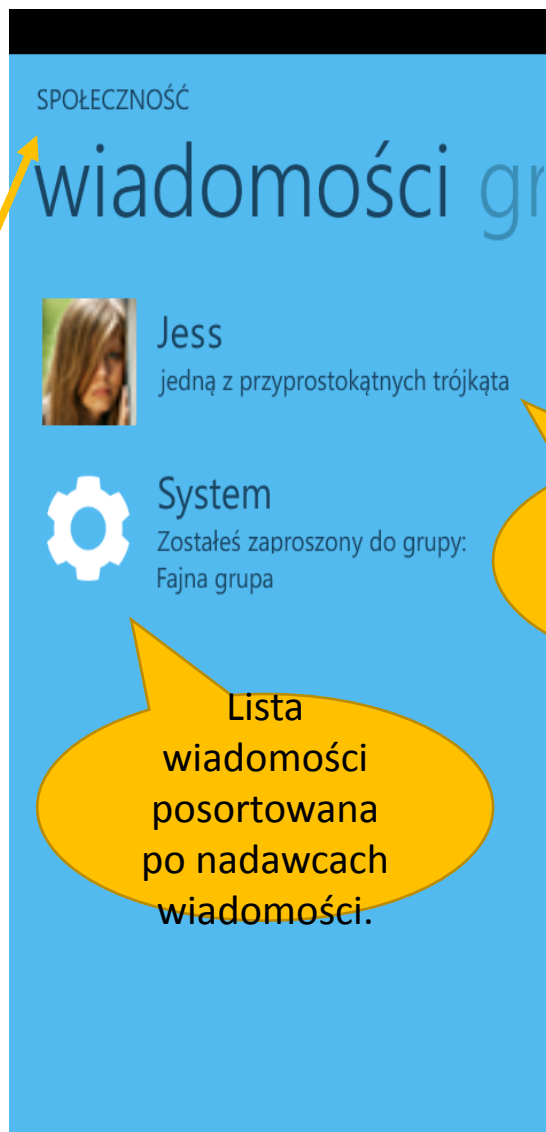 SPOŁECZNOŚĆ
wiadomości gr
Jess
jedną z przyprostokątnych trójkąta
System
Zostałeś zaproszony do grupy:
Fajna grupa
Lista
wiadomości
posortowana
po nadawcach
wiadomości.